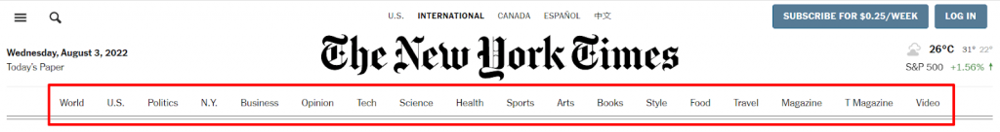 U.S. INTERNATIONAL CANADA ESPAÑOL 中文
SUBSCRIBE FOR $0.25/WEEK LOG IN
Wednesday, August 3, 2022
Today's Paper
The New York Times
26°C 31° 22°
S&P 500 +1.56% ↑
World U.S. Politics N.Y. Business Opinion Tech Science Health Sports Arts Books Style Food Travel Magazine T Magazine Video